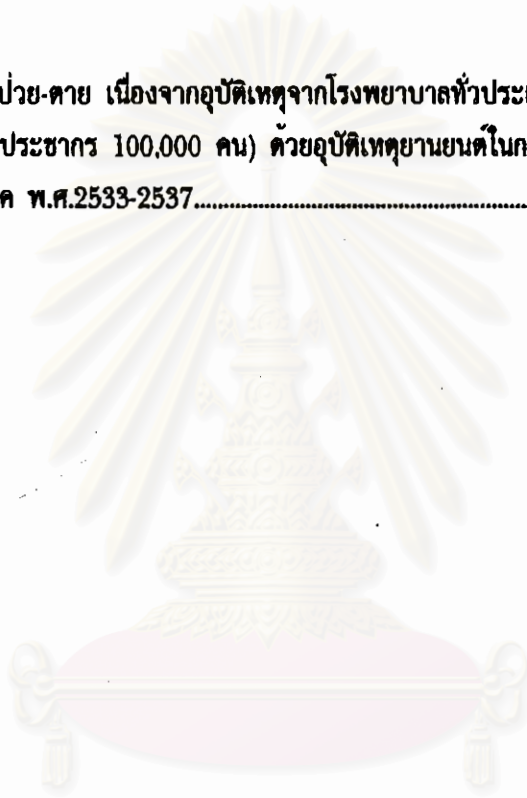 ป่วย-ตาย เนื่องจากอุบัติเหตุจากโรงพยาบาลทั่วประ
ประชากร 100,000 คน) ด้วยอุบัติเหตุยานยนต์ในก
ค พ.ศ.2533-2537.....................................................